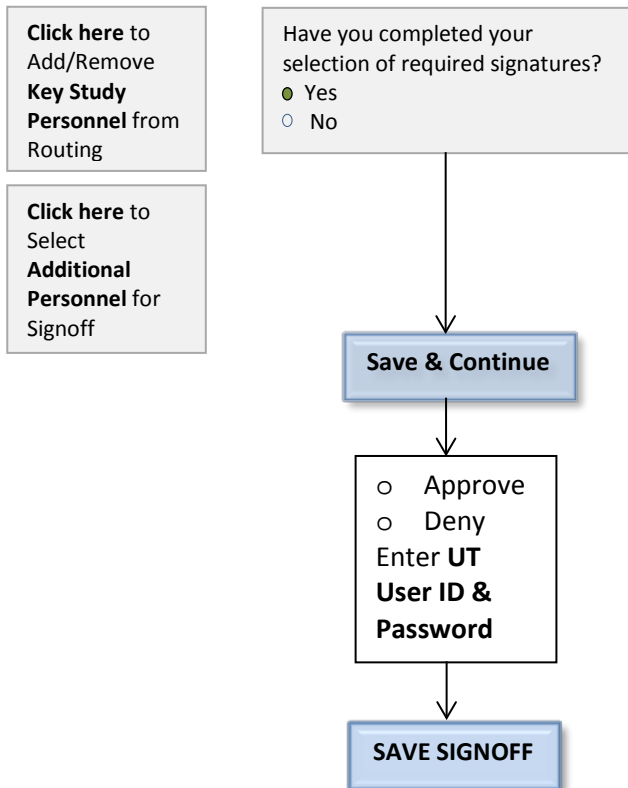 Click here to
Add/Remove
Key Study
Personnel from
Routing
Click here to
Select
Additional
Personnel for
Signoff
Have you completed your
selection of required signatures?
Yes
No
Save & Continue
o Approve
o Deny
Enter UT
User ID &
Password
SAVE SIGNOFF